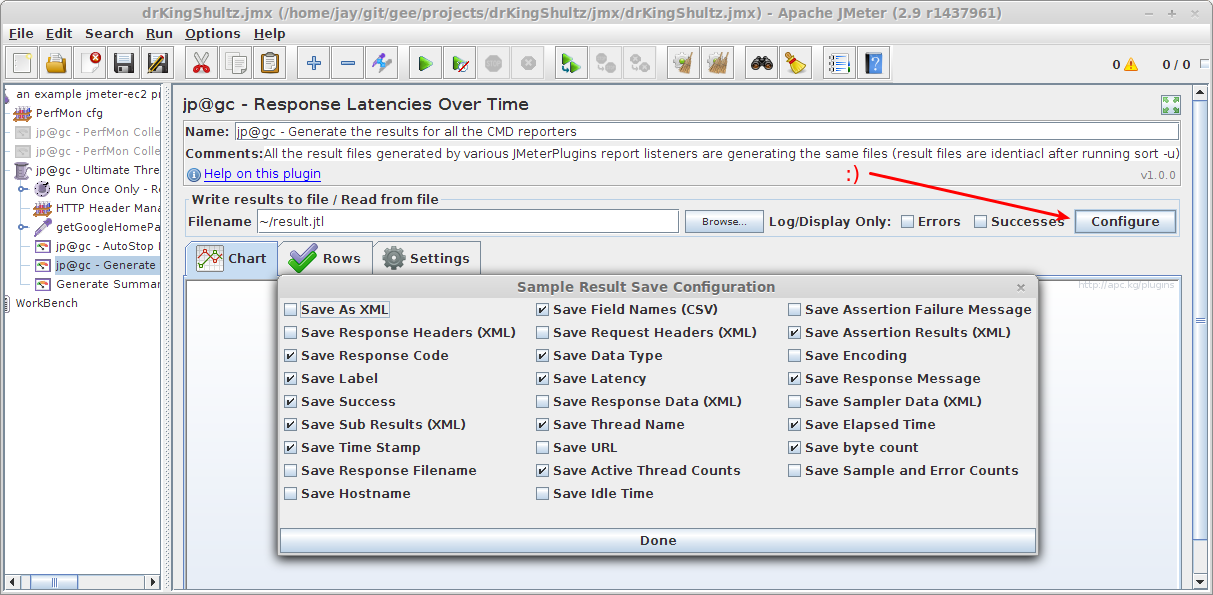 drKingShultz.jmx (/home/jay/git/gee/projects/drKingShultz/jmx/drKingShultz.jmx) - Apache JMeter (2.9 r1437961)
File Edit Search Run Options Help
0 0 / 0
an example jmeter-ec2 pr
PerfMon cfg
jp@gc - PerfMon Colle
jp@gc - PerfMon Colle
jp@gc - Ultimate Thre
Run Once Only - Re
HTTP Header Mana
getGoogleHomePa
jp@gc - AutoStop L
jp@gc - Generate
Generate Summar
WorkBench
jp@gc - Response Latencies Over Time
Name: jp@gc - Generate the results for all the CMD reporters
Comments: All the result files generated by various JMeterPlugins report listeners are generating the same files (result files are identiacl after running sort -u)
Help on this plugin :) v1.0.0
Write results to file / Read from file
Filename ~/result.jtl Browse... Log/Display Only: Errors Successes Configure
Chart Rows Settings
http://apc.kg/plugins
Sample Result Save Configuration
Save As XML Save Field Names (CSV) Save Assertion Failure Message
Save Response Headers (XML) Save Request Headers (XML) Save Assertion Results (XML)
Save Response Code Save Data Type Save Encoding
Save Label Save Latency Save Response Message
Save Success Save Response Data (XML) Save Sampler Data (XML)
Save Sub Results (XML) Save Thread Name Save Elapsed Time
Save Time Stamp Save URL Save byte count
Save Response Filename Save Active Thread Counts Save Sample and Error Counts
Save Hostname Save Idle Time
Done